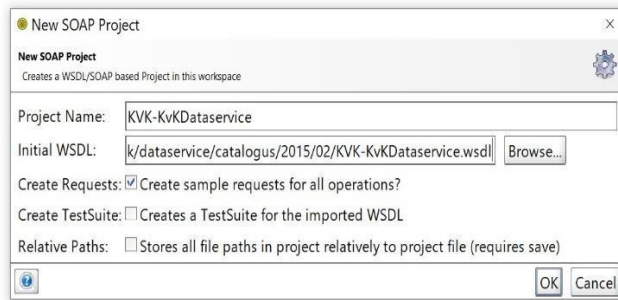 New SOAP Project
New SOAP Project
Creates a WSDL/SOAP based Project in this workspace
Project Name: KVK-KvKDataservice
Initial WSDL: k/dataservice/catalogus/2015/02/KVK-KvKDataservice.wsdl Browse...
Create Requests: Create sample requests for all operations?
Create TestSuite: Creates a TestSuite for the imported WSDL
Relative Paths: Stores all file paths in project relatively to project file (requires save)
OK Cancel